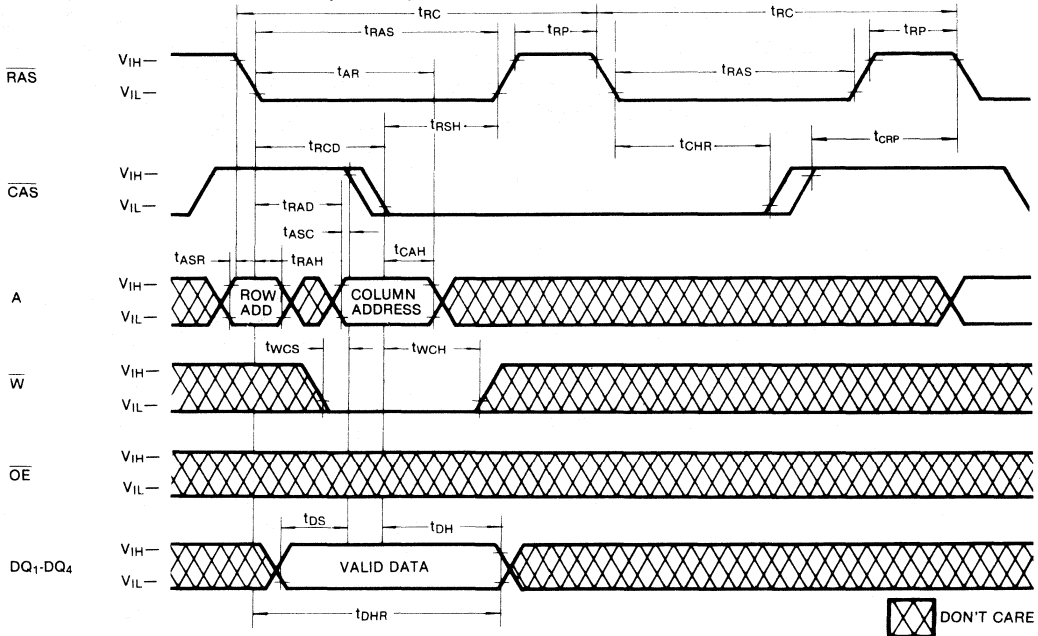 tRC tRC
tRAS tRP tRP
RAS VIH— tAR tRAS
VIL—
tRSH
tRCD tCHR tCRP
CAS VIH—
VIL— tRAD
tASC
tASR tRAH tCAH
A VIH— ROW ADD COLUMN ADDRESS
VIL—
tWCS tWCH
W VIH—
VIL—
OE VIH—
VIL—
tDS tDH
DQ1-DQ4 VIH— VALID DATA
VIL—
tDHR
DON'T CARE